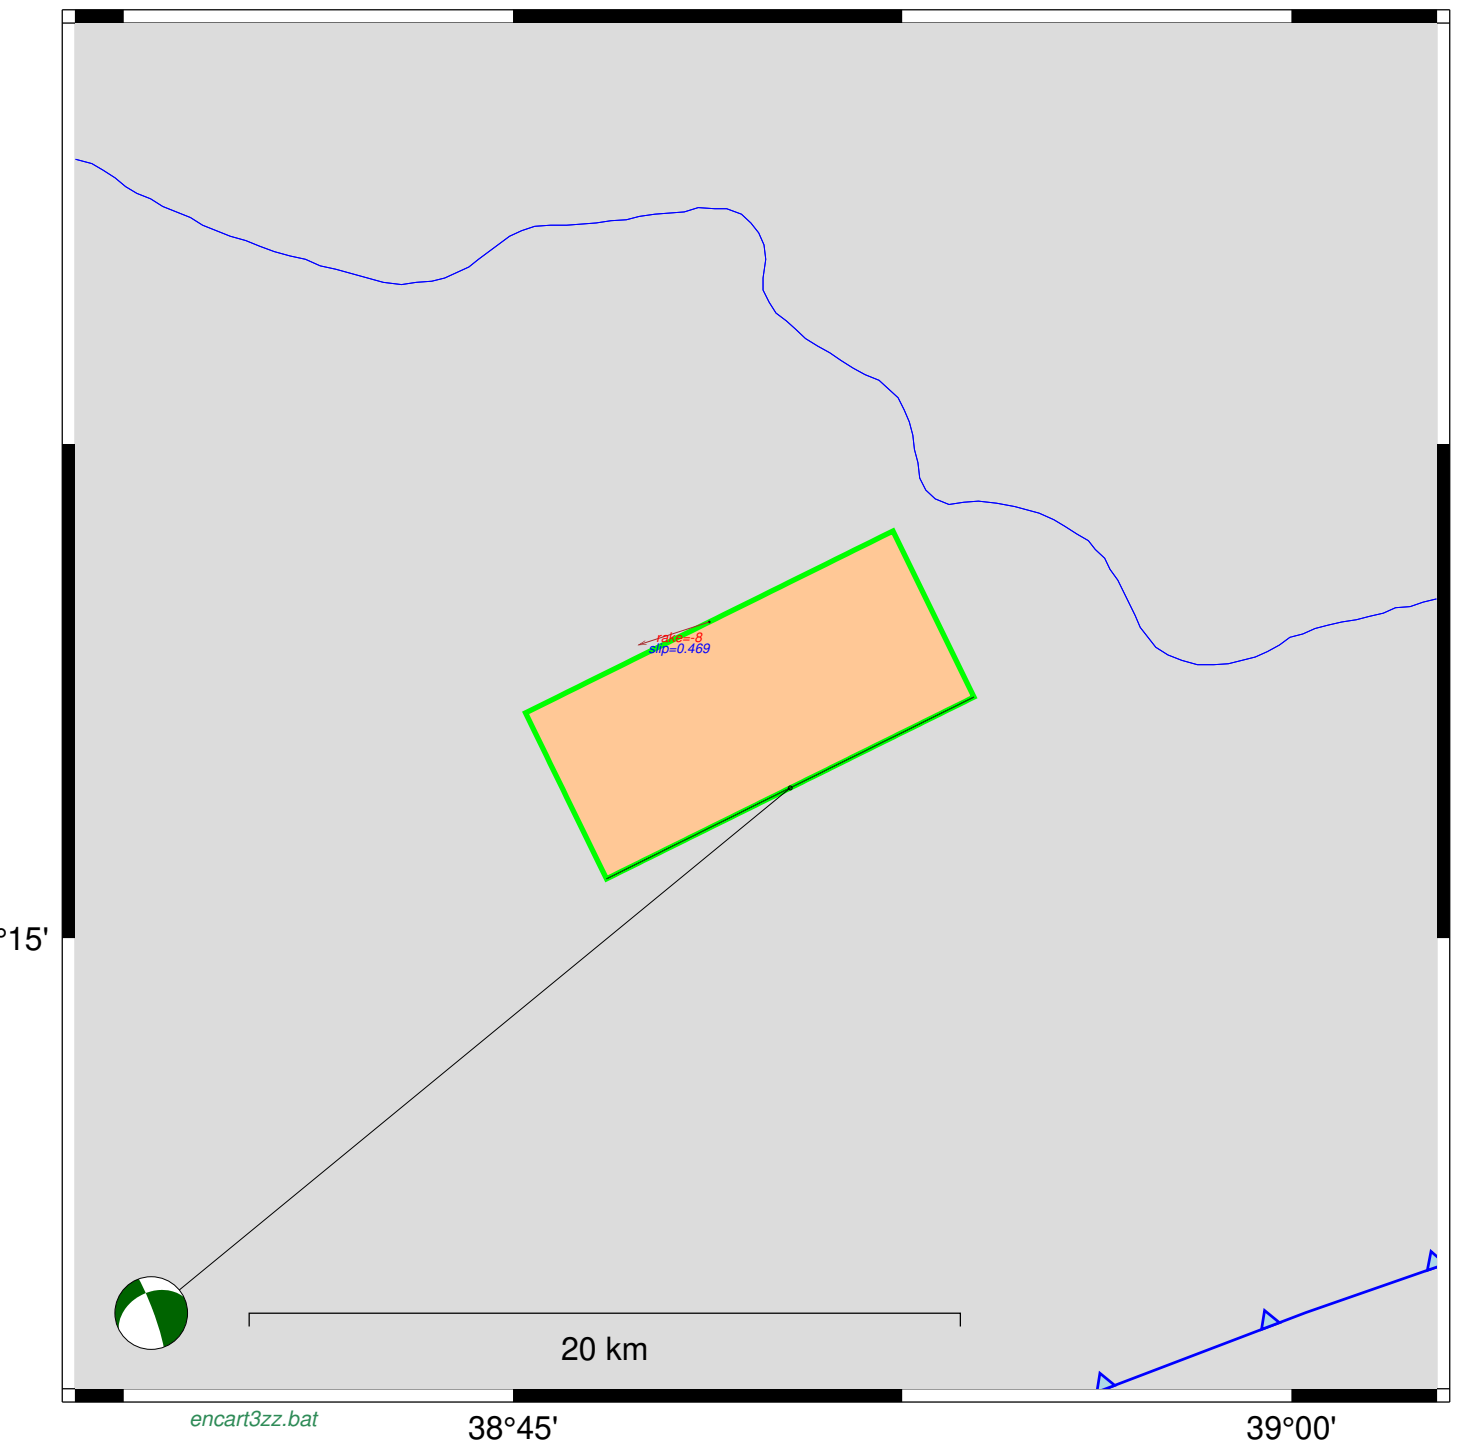 rake=-8
slip=0.469
°15'
20 km
encart3zz.bat
38°45'
39°00'